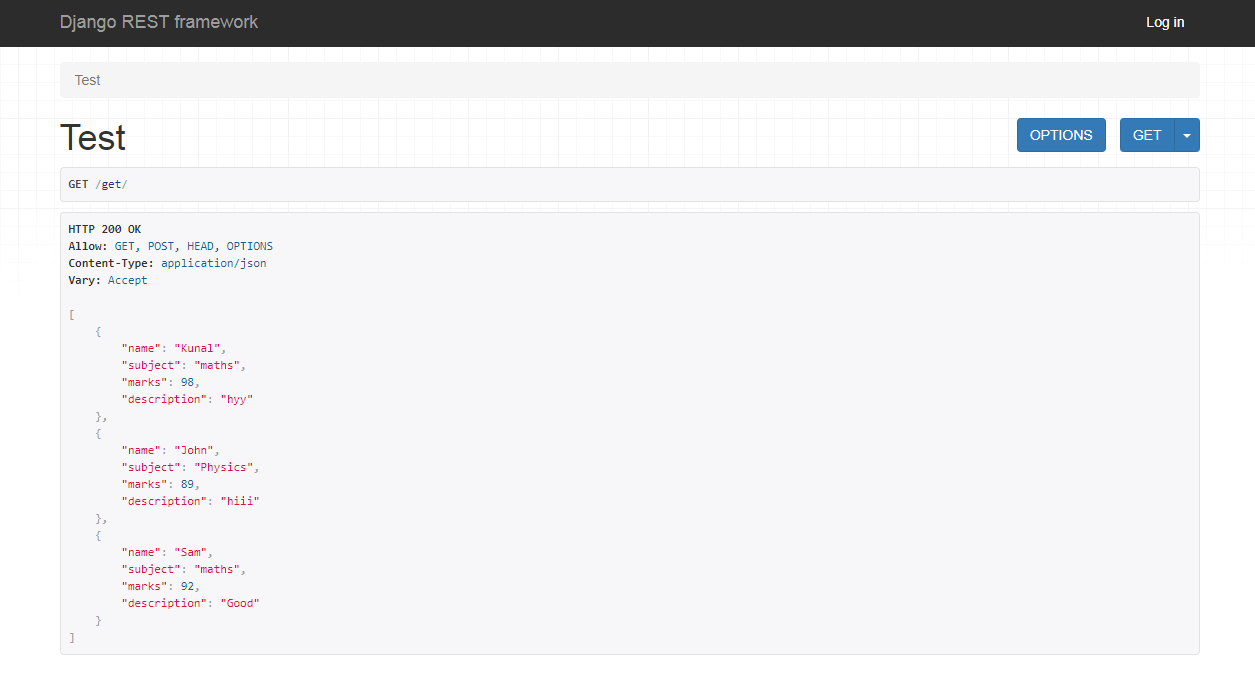 Django REST framework
Log in
Test
Test
OPTIONS
GET
GET /get/
HTTP 200 OK
Allow: GET, POST, HEAD, OPTIONS
Content-Type: application/json
Vary: Accept
[
    {
        "name": "Kunal",
        "subject": "maths",
        "marks": 98,
        "description": "hyy"
    },
    {
        "name": "John",
        "subject": "Physics",
        "marks": 89,
        "description": "hiii"
    },
    {
        "name": "Sam",
        "subject": "maths",
        "marks": 92,
        "description": "Good"
    }
]